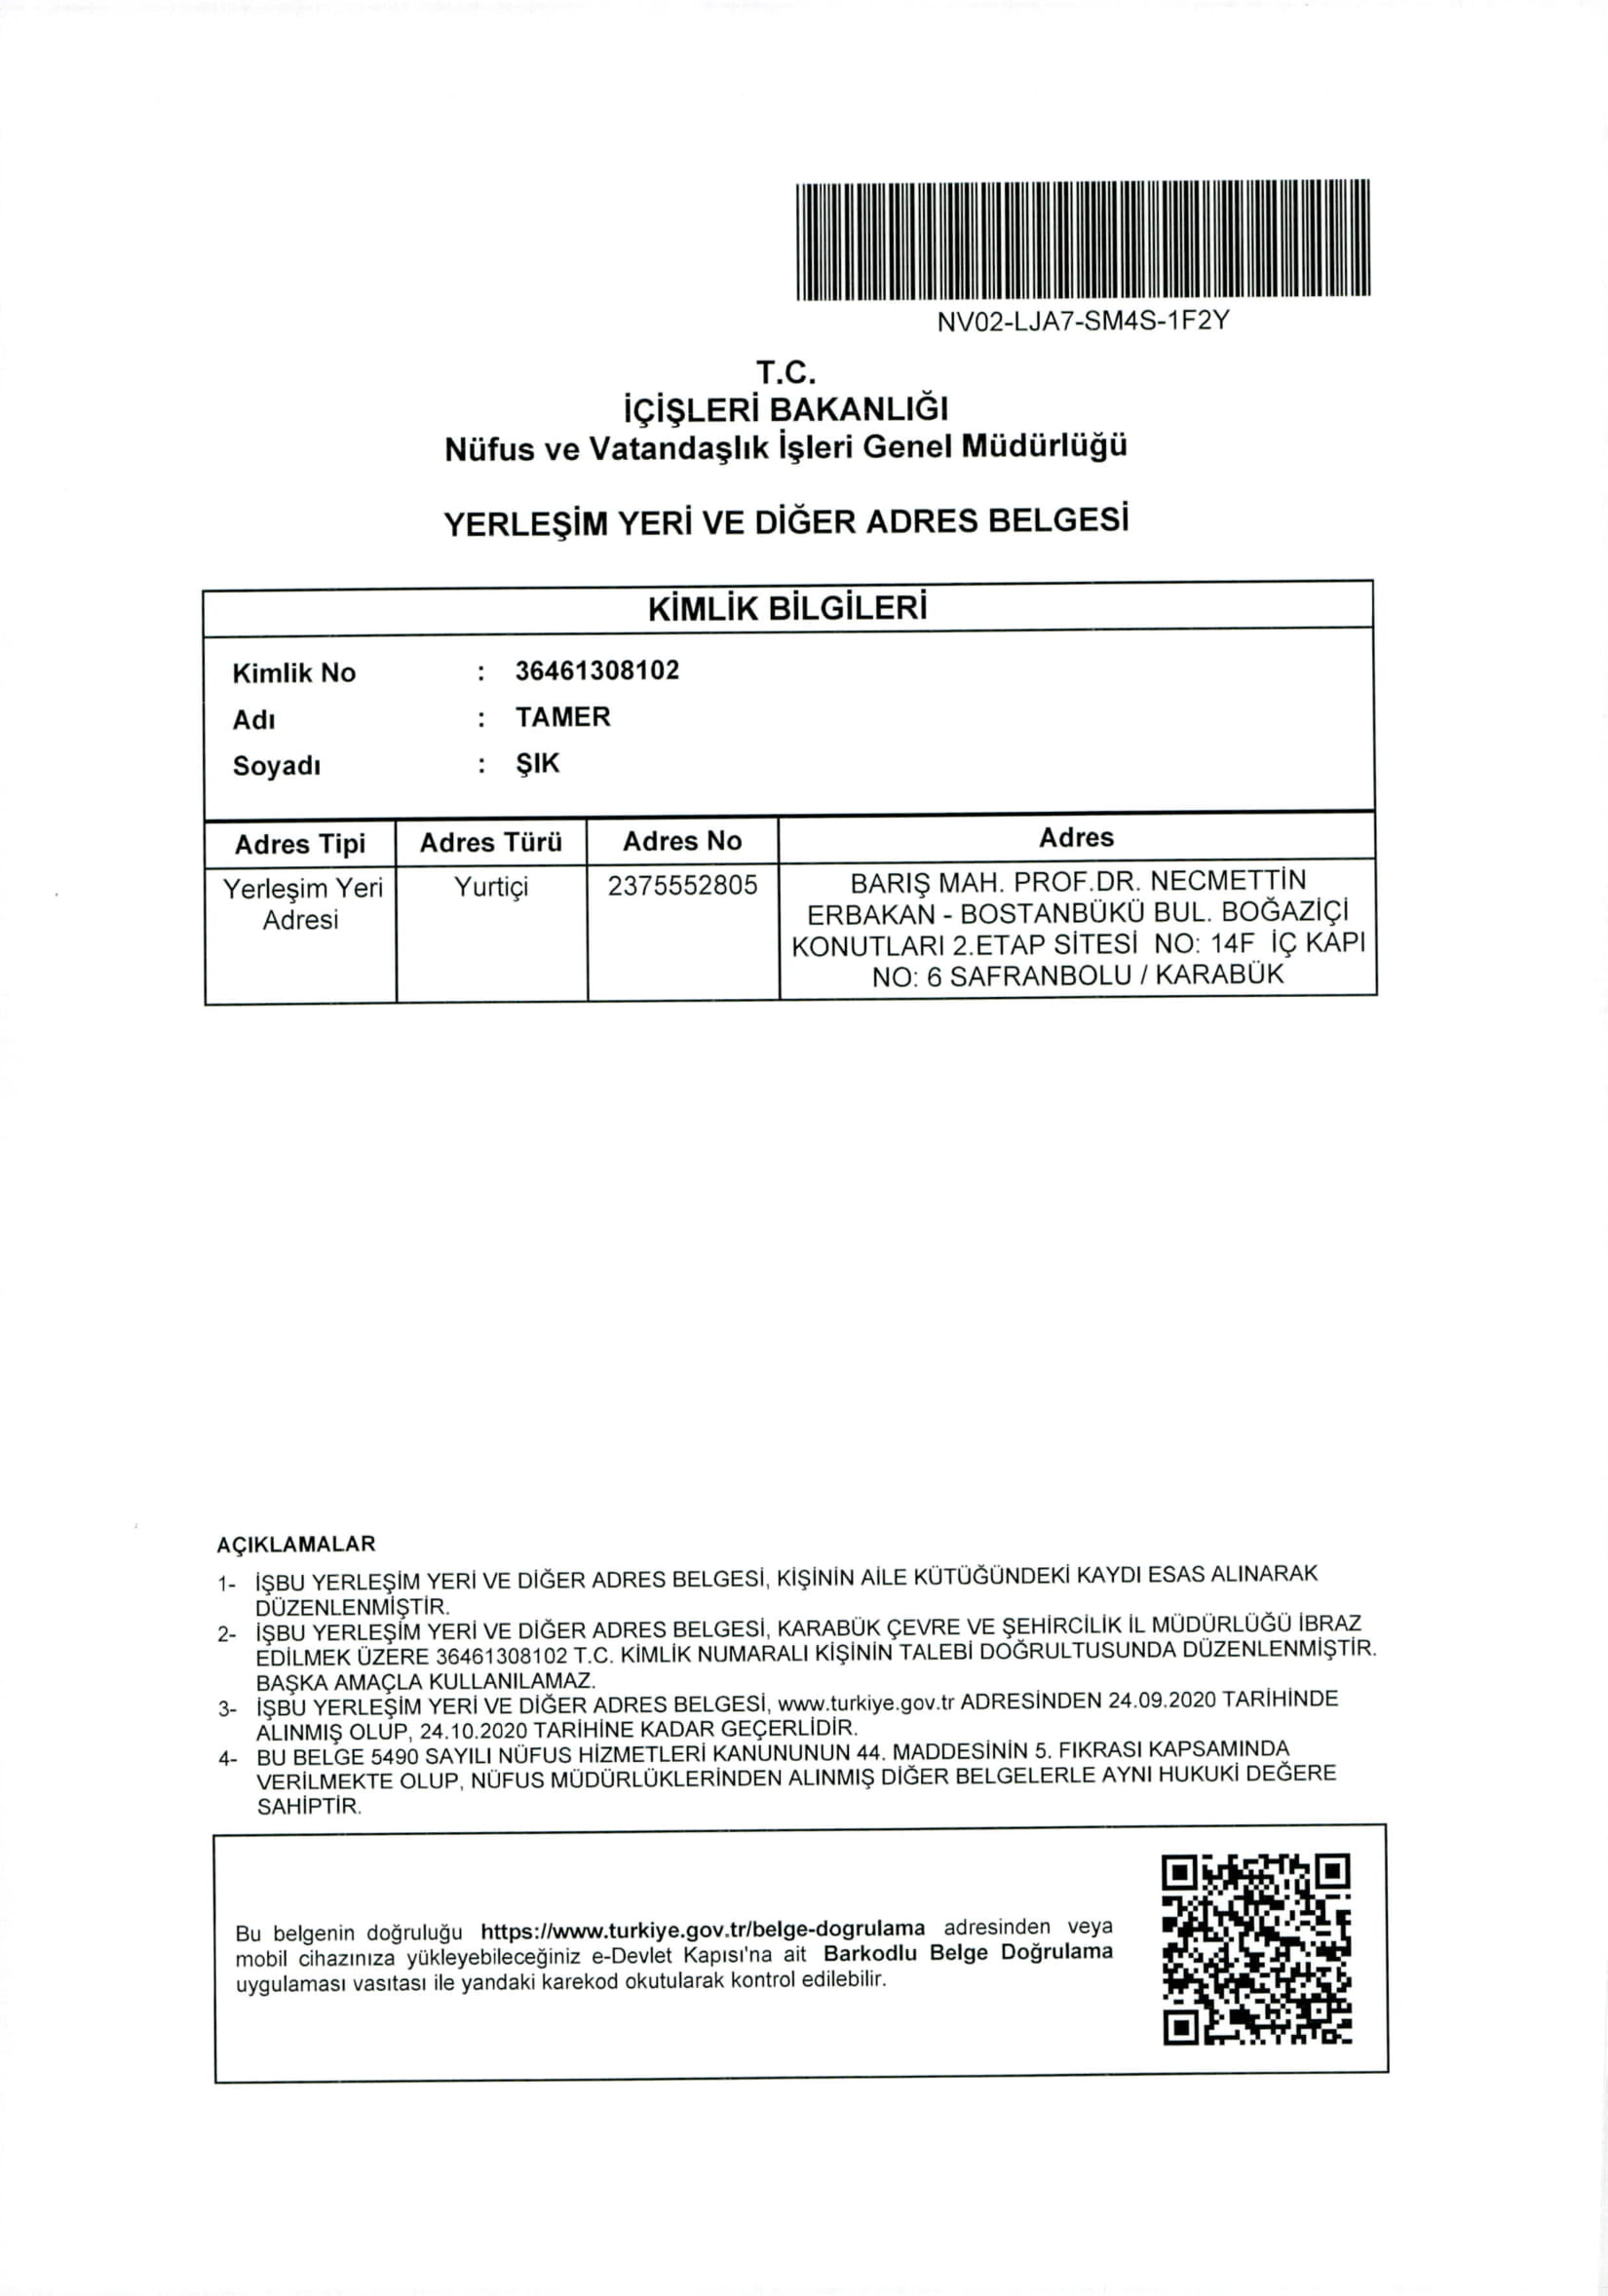 NV02-LJA7-SM4S-1F2Y
T.C.
İÇİŞLERİ BAKANLIĞI
Nüfus ve Vatandaşlık İşleri Genel Müdürlüğü
YERLEŞİM YERİ VE DİĞER ADRES BELGESİ
KİMLİK BİLGİLERİ
Kimlik No : 36461308102
Adı : TAMER
Soyadı : ŞIK
Adres Tipi Adres Türü Adres No Adres
Yerleşim Yeri Yurtiçi 2375552805 BARIŞ MAH. PROF.DR. NECMETTİN
Adresi ERBAKAN - BOSTANBÜKÜ BUL. BOĞAZİÇİ
KONUTLARI 2.ETAP SİTESİ NO: 14F İÇ KAPI
NO: 6 SAFRANBOLU / KARABÜK
AÇIKLAMALAR
1- İŞBU YERLEŞİM YERİ VE DİĞER ADRES BELGESİ, KİŞİNİN AİLE KÜTÜĞÜNDEKİ KAYDI ESAS ALINARAK
DÜZENLENMİŞTİR.
2- İŞBU YERLEŞİM YERİ VE DİĞER ADRES BELGESİ, KARABÜK ÇEVRE VE ŞEHİRCİLİK İL MÜDÜRLÜĞÜ İBRAZ
EDİLMEK ÜZERE 36461308102 T.C. KİMLİK NUMARALI KİŞİNİN TALEBİ DOĞRULTUSUNDA DÜZENLENMİŞTİR.
BAŞKA AMAÇLA KULLANILAMAZ.
3- İŞBU YERLEŞİM YERİ VE DİĞER ADRES BELGESİ, www.turkiye.gov.tr ADRESİNDEN 24.09.2020 TARİHİNDE
ALINMIŞ OLUP, 24.10.2020 TARİHİNE KADAR GEÇERLİDİR.
4- BU BELGE 5490 SAYILI NÜFUS HİZMETLERİ KANUNUNUN 44. MADDESİNİN 5. FIKRASI KAPSAMINDA
VERİLMEKTE OLUP, NÜFUS MÜDÜRLÜKLERİNDEN ALINMIŞ DİĞER BELGELERLE AYNI HUKUKİ DEĞERE
SAHİPTİR.
Bu belgenin doğruluğu https://www.turkiye.gov.tr/belge-dogrulama adresinden veya
mobil cihazınıza yükleyebileceğiniz e-Devlet Kapısı'na ait Barkodlu Belge Doğrulama
uygulaması vasıtası ile yandaki karekod okutularak kontrol edilebilir.